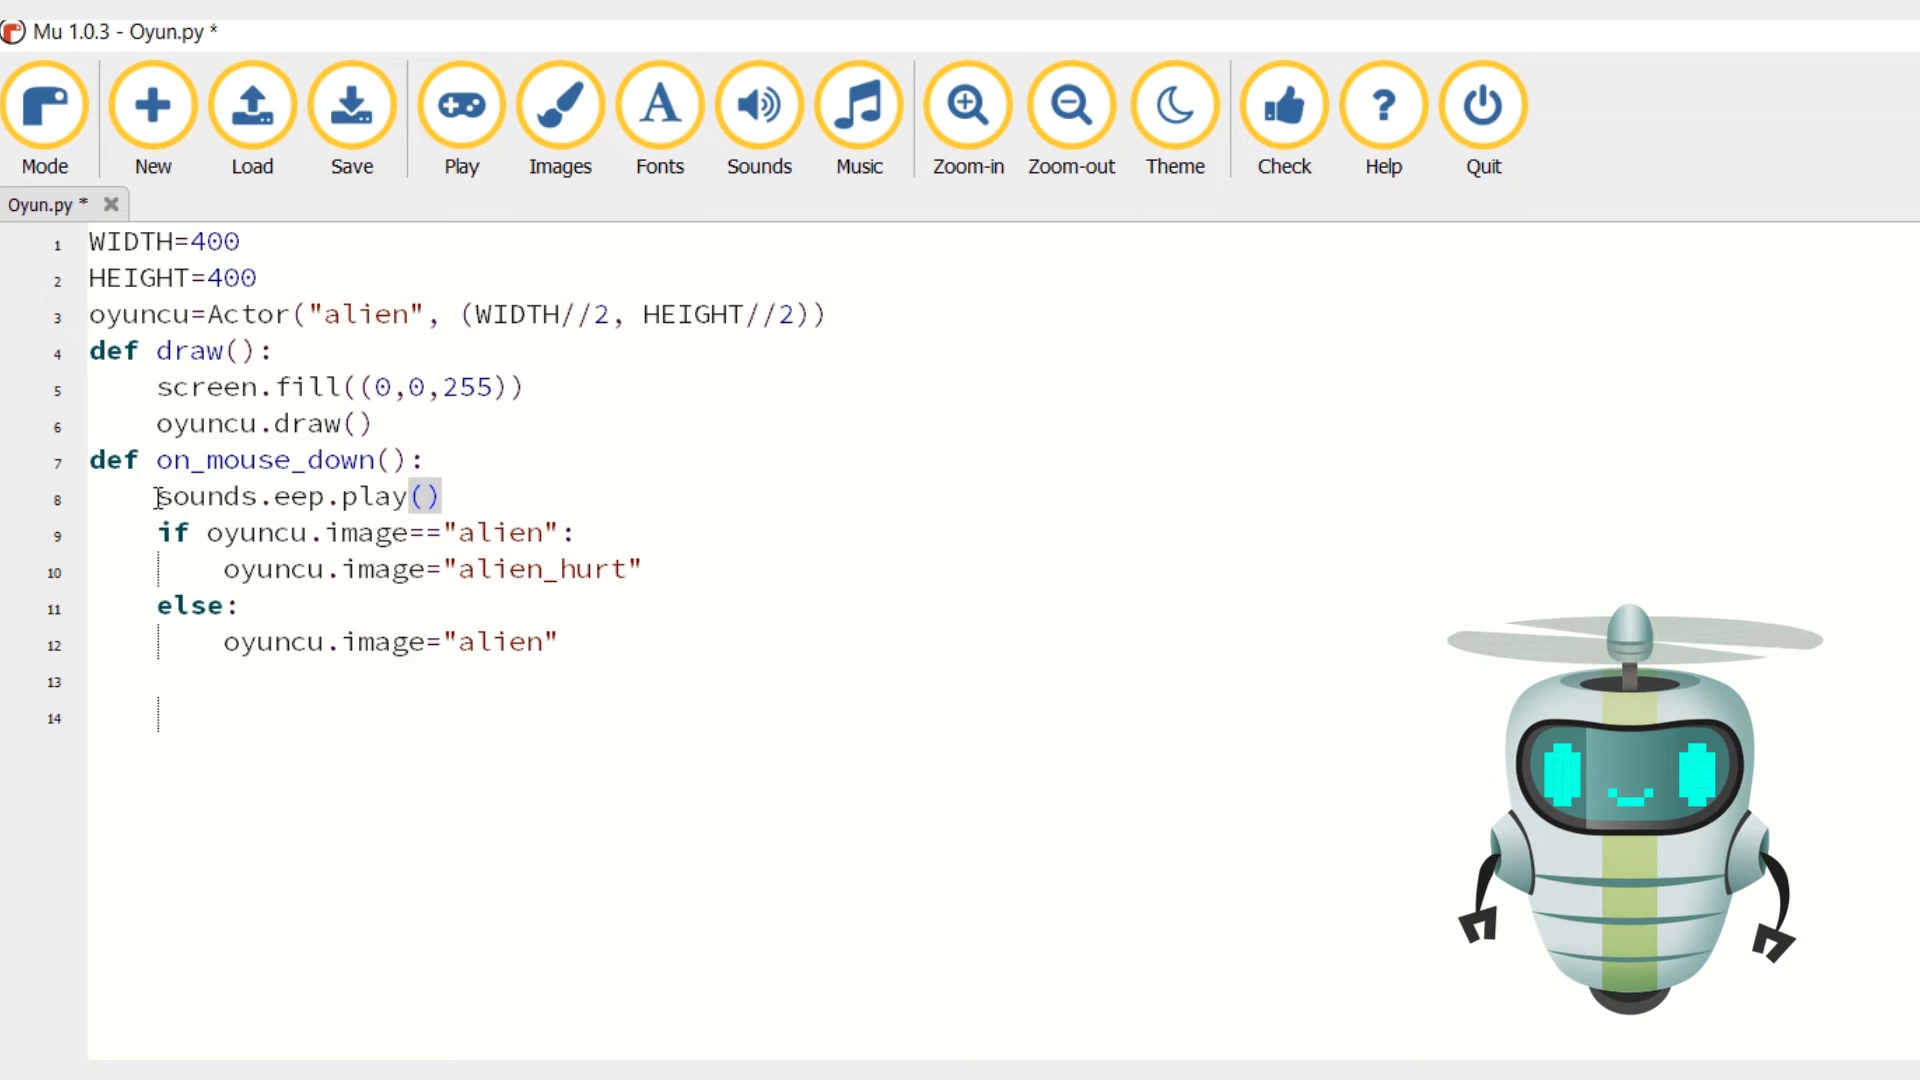 Mu 1.0.3 - Oyun.py *
Mode New Load Save Play Images Fonts Sounds Music Zoom-in Zoom-out Theme Check Help Quit
Oyun.py *
1 WIDTH=400
2 HEIGHT=400
3 oyuncu=Actor("alien", (WIDTH//2, HEIGHT//2))
4 def draw():
5 screen.fill((0,0,255))
6 oyuncu.draw()
7 def on_mouse_down():
8 sounds.eep.play()
9 if oyuncu.image=="alien":
10 oyuncu.image="alien_hurt"
11 else:
12 oyuncu.image="alien"
13
14